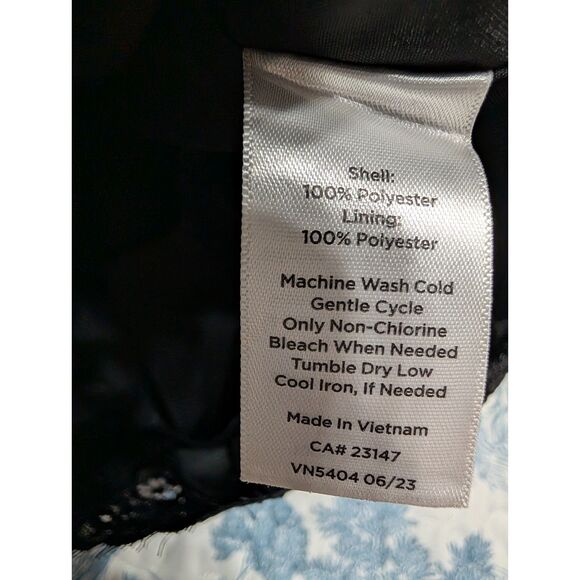 Shell:
100% Polyester
Lining:
100% Polyester
Machine Wash Cold
Gentle Cycle
Only Non-Chlorine
Bleach When Needed
Tumble Dry Low
Cool Iron, If Needed
Made In Vietnam
CA# 23147
VN5404 06/23